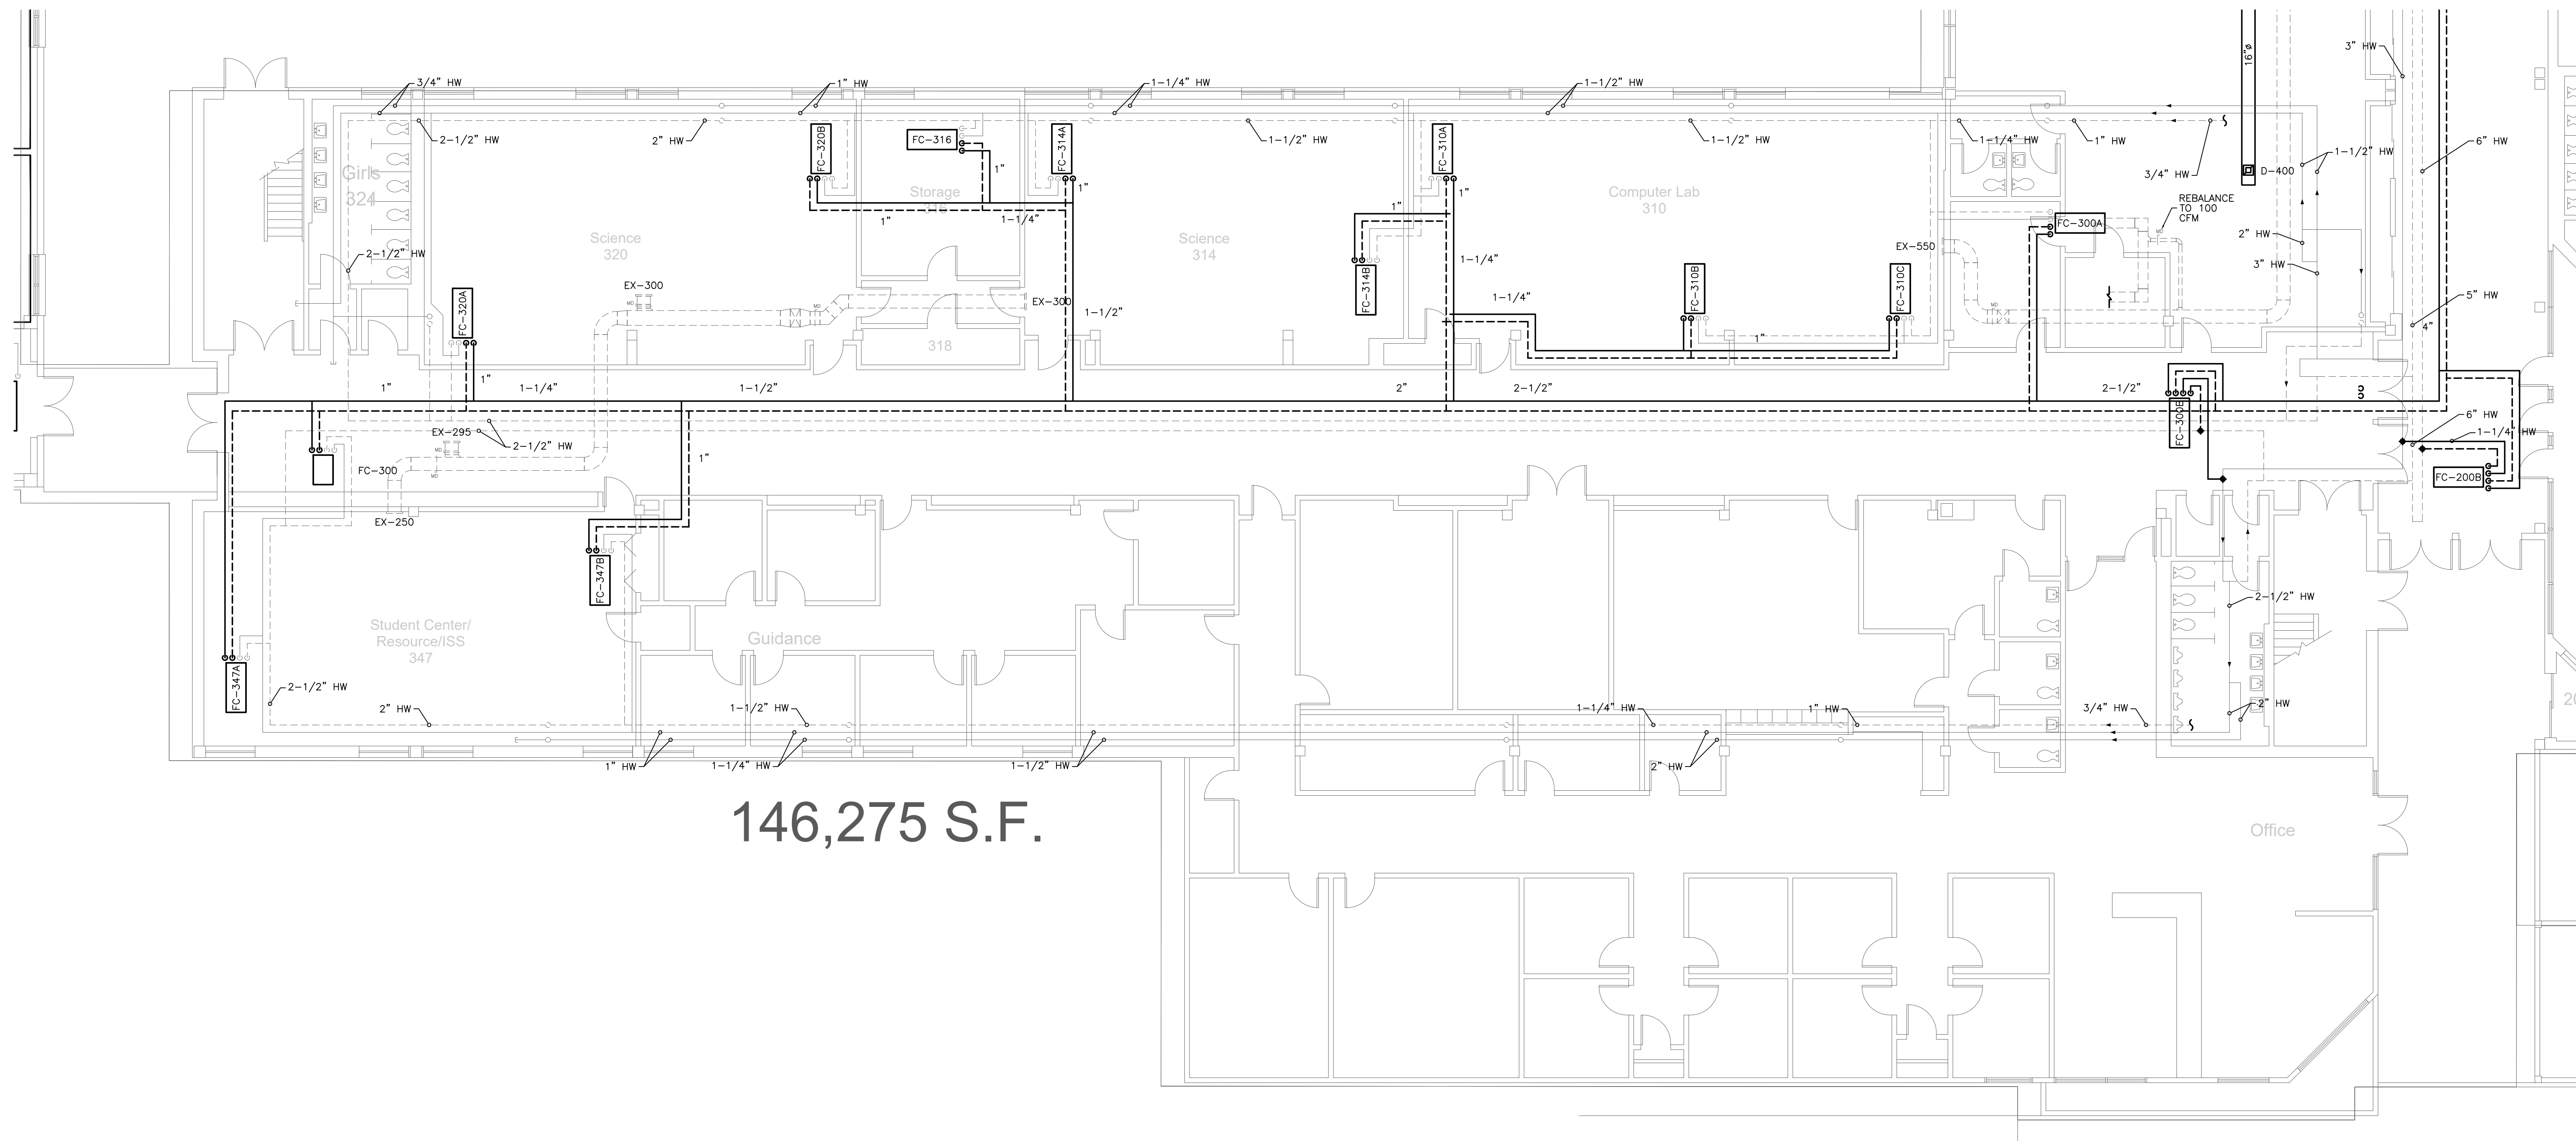 3/4" HW
1" HW
1-1/4" HW
1-1/2" HW
16"ø
3" HW
2-1/2" HW
2" HW
1-1/2" HW
1-1/2" HW
1-1/4" HW
1" HW
3/4" HW
1-1/2" HW
6" HW
Girls
324
FC-320B
FC-316
FC-314A
FC-310A
D-400
REBALANCE
TO 100
CFM
MD
Storage
316
1"
1"
1"
1-1/4"
1"
1"
1"
Science
320
Science
314
Computer Lab
310
FC-300A
EX-550
2" HW
3" HW
2-1/2" HW
1-1/4"
FC-314B
FC-310B
FC-310C
1-1/4"
EX-300
MD
MD
EX-300
1-1/2"
MD
5" HW
4"
FC-320A
318
1"
1"
1"
1-1/4"
1-1/2"
2"
2-1/2"
2-1/2"
FC-300B
6" HW
1-1/4" HW
EX-295
2-1/2" HW
MD
MD
FC-300
1"
FC-200B
EX-250
FC-347B
2-1/2" HW
Student Center/
Resource/ISS
347
Guidance
FC-347A
2-1/2" HW
2" HW
1-1/2" HW
1-1/4" HW
1" HW
3/4" HW
2" HW
1" HW
1-1/4" HW
1-1/2" HW
2" HW
146,275 S.F.
Office